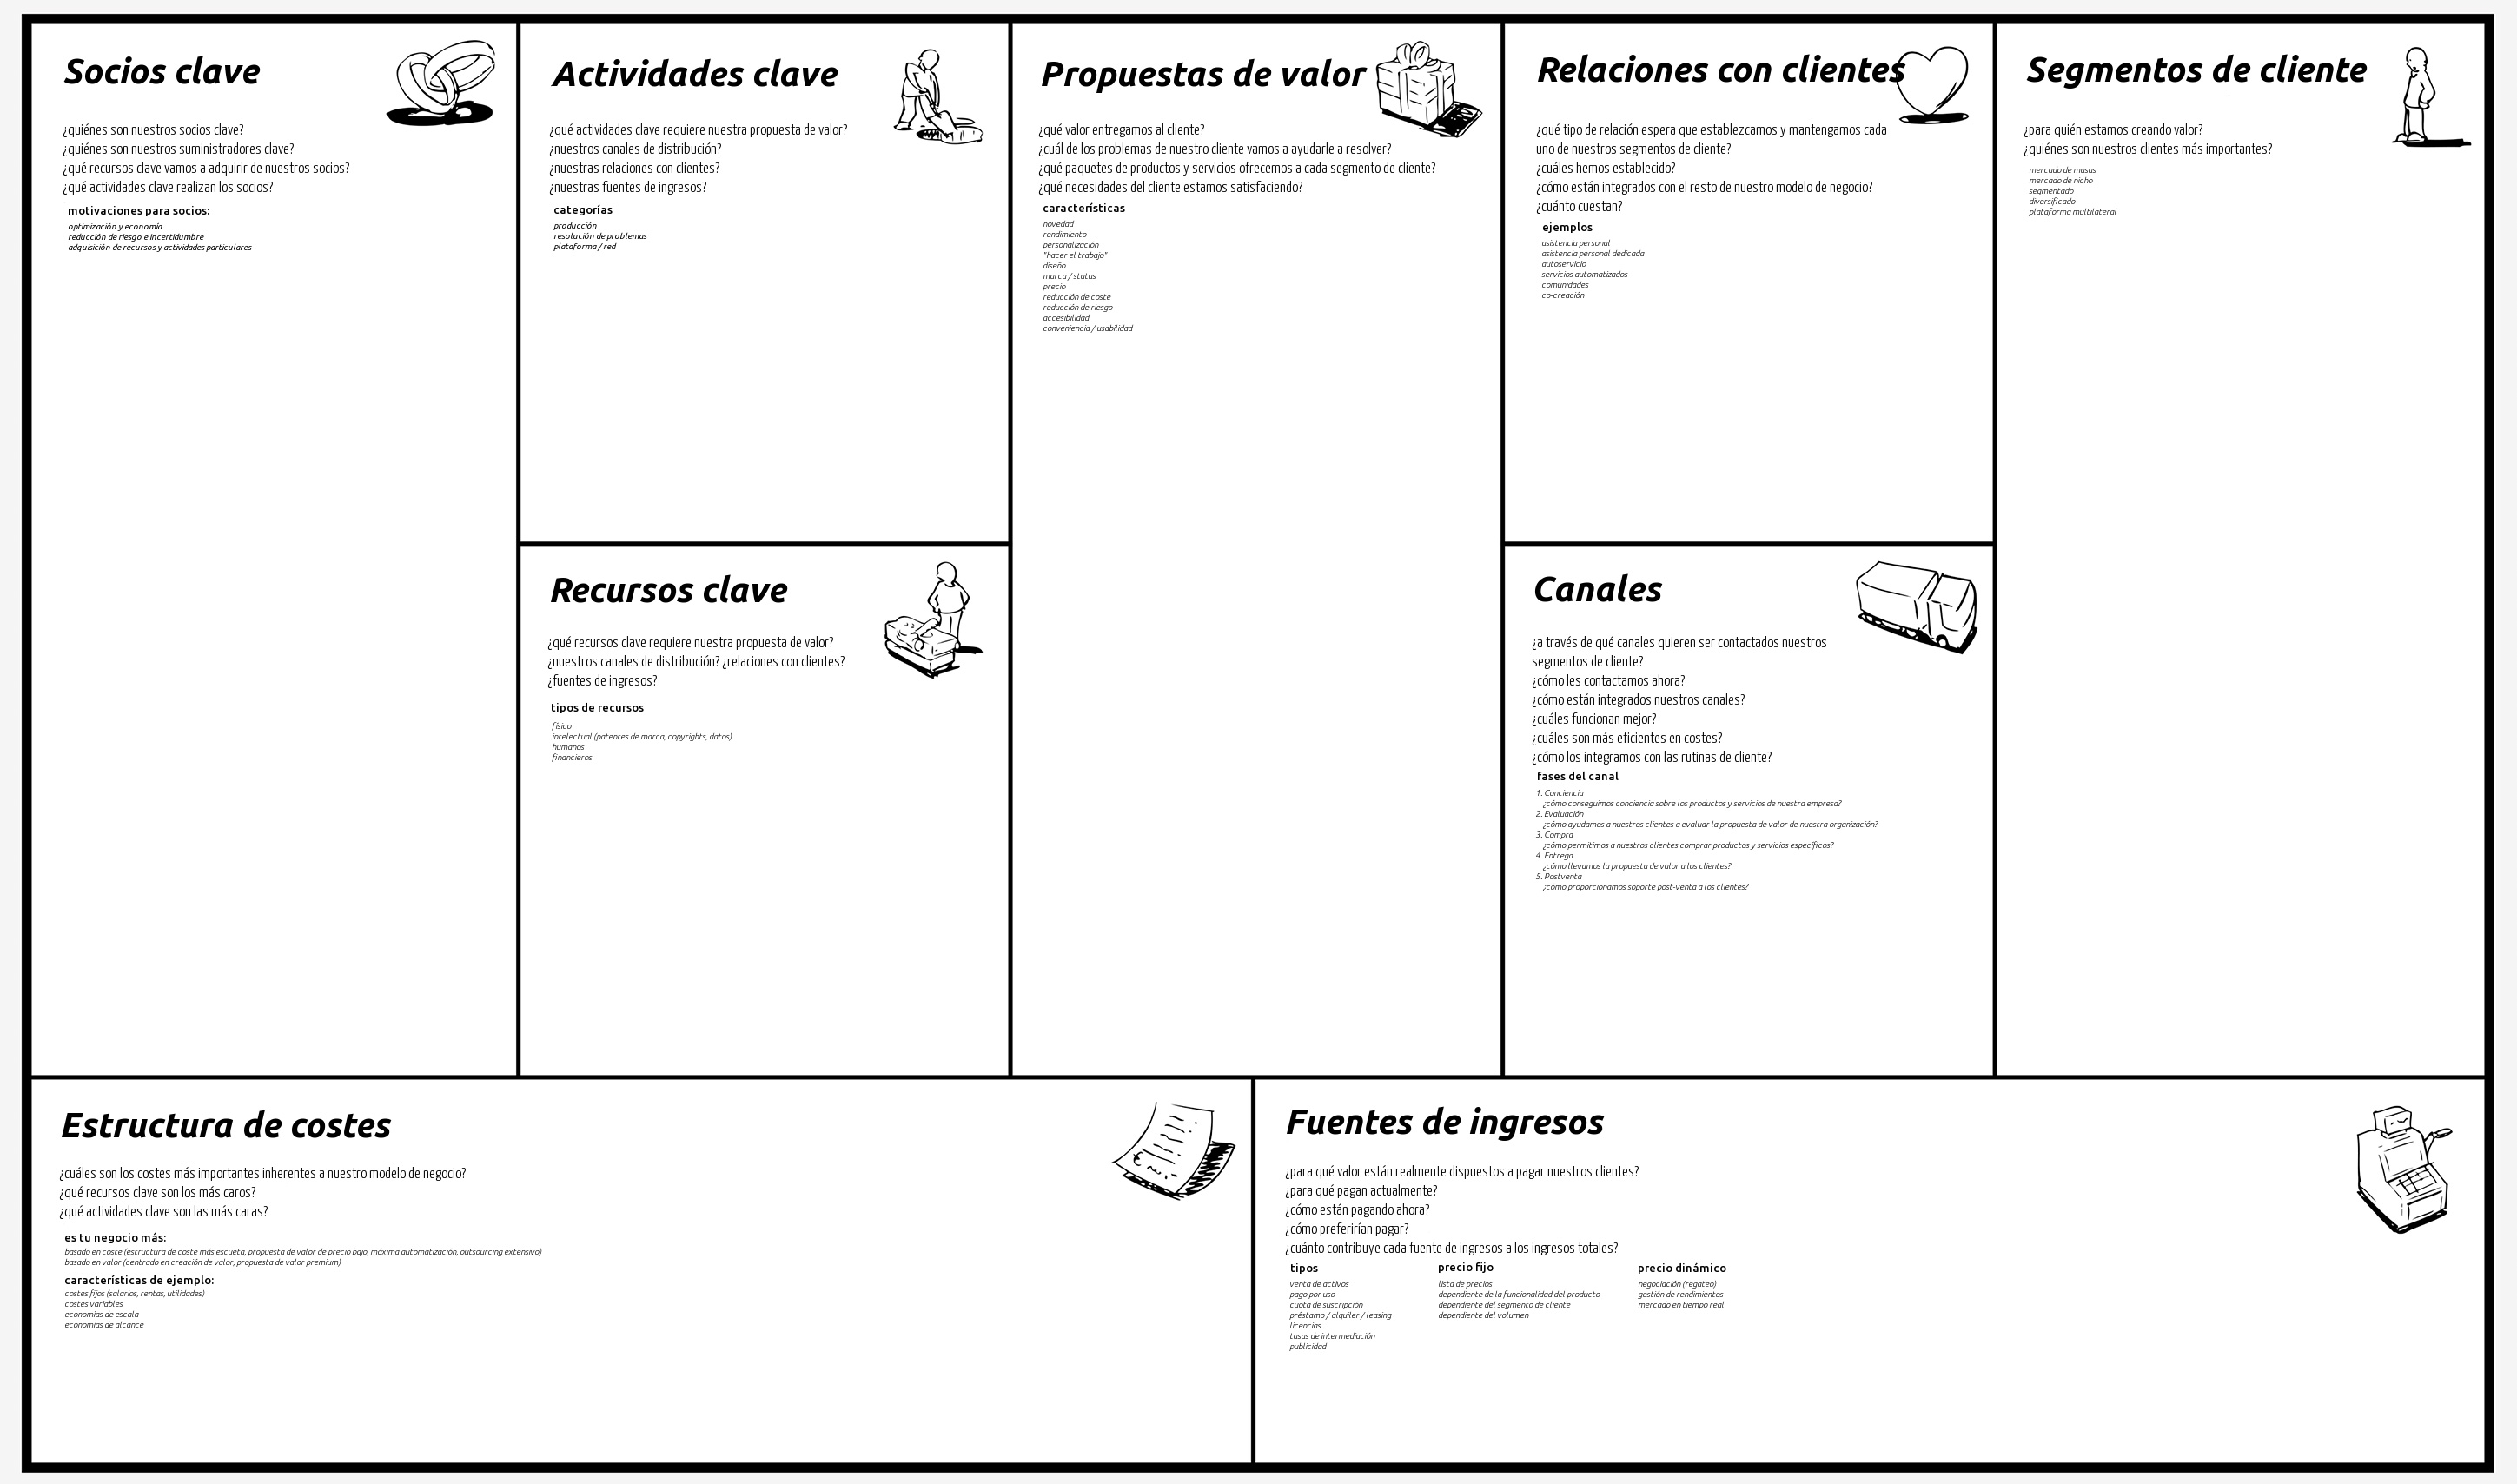 Socios clave
¿quiénes son nuestros socios clave?
¿quiénes son nuestros suministradores clave?
¿qué recursos clave vamos a adquirir de nuestros socios?
¿qué actividades clave realizan los socios?
motivaciones para socios:
optimización y economía
reducción de riesgo e incertidumbre
adquisición de recursos y actividades particulares
Actividades clave
¿qué actividades clave requiere nuestra propuesta de valor?
¿nuestros canales de distribución?
¿nuestras relaciones con clientes?
¿nuestras fuentes de ingresos?
categorías
producción
resolución de problemas
plataforma / red
Recursos clave
¿qué recursos clave requiere nuestra propuesta de valor?
¿nuestros canales de distribución? ¿relaciones con clientes?
¿fuentes de ingresos?
tipos de recursos
físico
intelectual (patentes de marca, copyrights, datos)
humanos
financieros
Propuestas de valor
¿qué valor entregamos al cliente?
¿cuál de los problemas de nuestro cliente vamos a ayudarle a resolver?
¿qué paquetes de productos y servicios ofrecemos a cada segmento de cliente?
¿qué necesidades del cliente estamos satisfaciendo?
características
novedad
rendimiento
personalización
"hacer el trabajo"
diseño
marca / status
precio
reducción de coste
reducción de riesgo
accesibilidad
conveniencia / usabilidad
Relaciones con clientes
¿qué tipo de relación espera que establezcamos y mantengamos cada
uno de nuestros segmentos de cliente?
¿cuáles hemos establecido?
¿cómo están integrados con el resto de nuestro modelo de negocio?
¿cuánto cuestan?
ejemplos
asistencia personal
asistencia personal dedicada
autoservicio
servicios automatizados
comunidades
co-creación
Canales
¿a través de qué canales quieren ser contactados nuestros
segmentos de cliente?
¿cómo les contactamos ahora?
¿cómo están integrados nuestros canales?
¿cuáles funcionan mejor?
¿cuáles son más eficientes en costes?
¿cómo los integramos con las rutinas de cliente?
fases del canal
1. Conciencia
¿cómo conseguimos conciencia sobre los productos y servicios de nuestra empresa?
2. Evaluación
¿cómo ayudamos a nuestros clientes a evaluar la propuesta de valor de nuestra organización?
3. Compra
¿cómo permitimos a nuestros clientes comprar productos y servicios específicos?
4. Entrega
¿cómo llevamos la propuesta de valor a los clientes?
5. Postventa
¿cómo proporcionamos soporte post-venta a los clientes?
Segmentos de cliente
¿para quién estamos creando valor?
¿quiénes son nuestros clientes más importantes?
mercado de masas
mercado de nicho
segmentado
diversificado
plataforma multilateral
Estructura de costes
¿cuáles son los costes más importantes inherentes a nuestro modelo de negocio?
¿qué recursos clave son los más caros?
¿qué actividades clave son las más caras?
es tu negocio más:
basado en coste (estructura de coste más escueta, propuesta de valor de precio bajo, máxima automatización, outsourcing extensivo)
basado en valor (centrado en creación de valor, propuesta de valor premium)
características de ejemplo:
costes fijos (salarios, rentas, utilidades)
costes variables
economías de escala
economías de alcance
Fuentes de ingresos
¿para qué valor están realmente dispuestos a pagar nuestros clientes?
¿para qué pagan actualmente?
¿cómo están pagando ahora?
¿cómo preferirían pagar?
¿cuánto contribuye cada fuente de ingresos a los ingresos totales?
tipos
venta de activos
pago por uso
cuota de suscripción
préstamo / alquiler / leasing
licencias
tasas de intermediación
publicidad
precio fijo
lista de precios
dependiente de la funcionalidad del producto
dependiente del segmento de cliente
dependiente del volumen
precio dinámico
negociación (regateo)
gestión de rendimientos
mercado en tiempo real